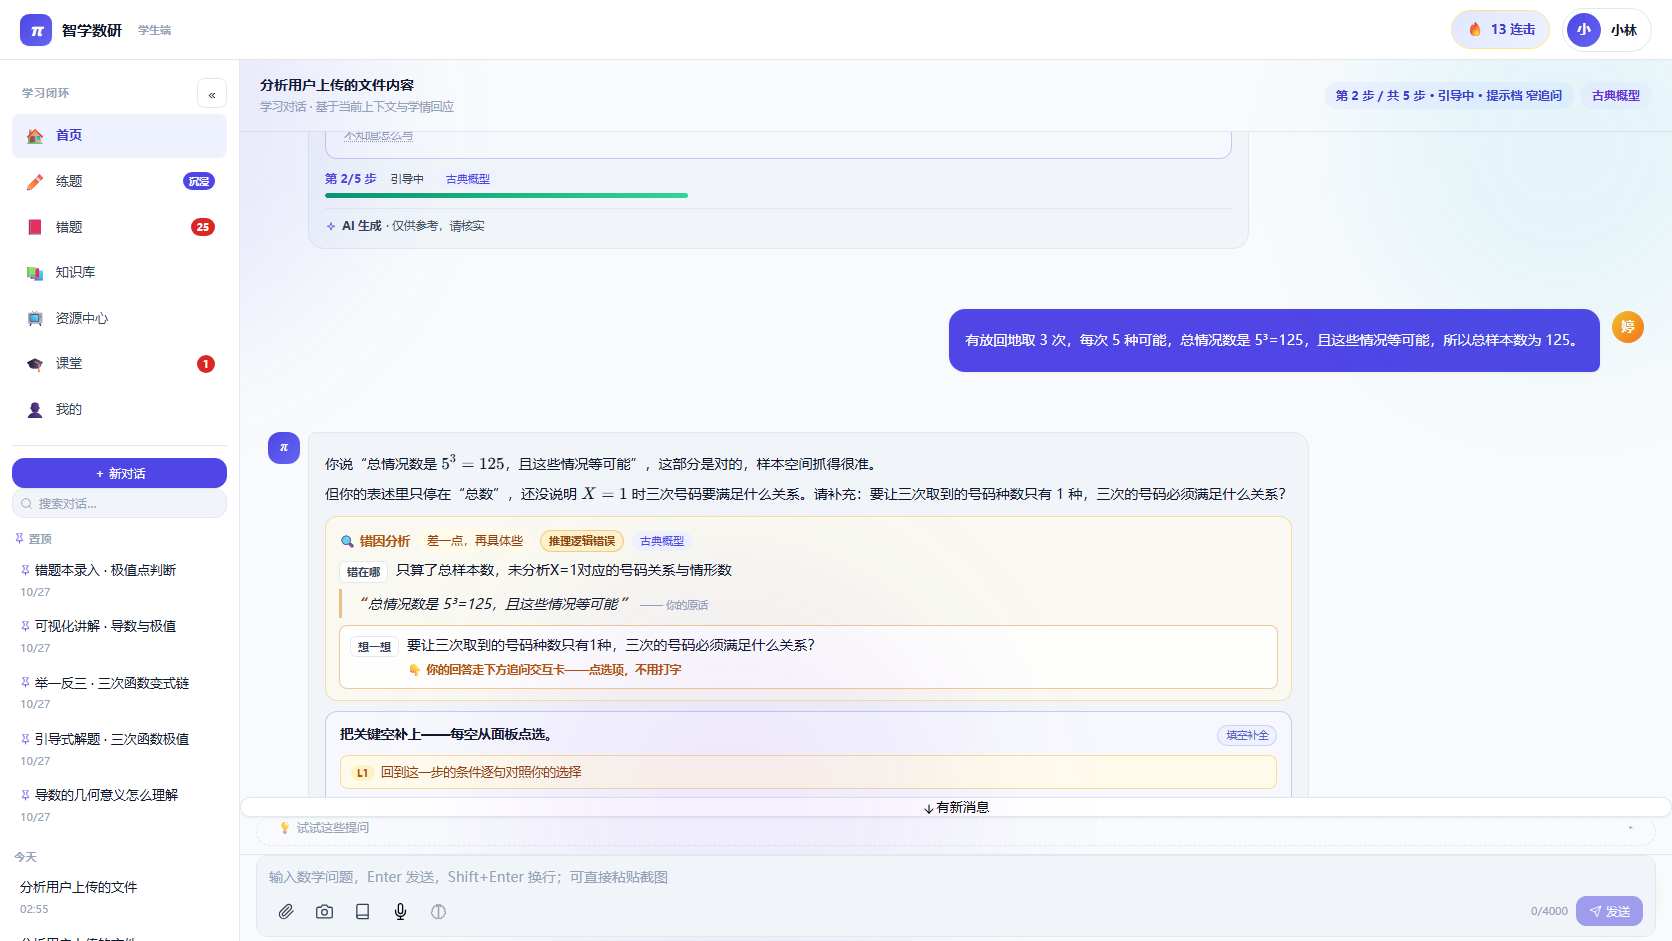 π 智学数研 学生端
13 连击
小 小林
学习闭环 «
首页
练题 沉浸
错题 25
知识库
资源中心
课堂 1
我的
+ 新对话
搜索对话...
置顶
错题本录入 · 极值点判断
10/27
可视化讲解 · 导数与极值
10/27
举一反三 · 三次函数变式链
10/27
引导式解题 · 三次函数极值
10/27
导数的几何意义怎么理解
10/27
今天
分析用户上传的文件
02:55
分析用户上传的文件内容
学习对话 · 基于当前上下文与学情回应
第 2 步 / 共 5 步 • 引导中 • 提示档 窄追问 古典概型
不知道怎么写
第 2/5 步 引导中 古典概型
AI 生成 · 仅供参考，请核实
有放回地取 3 次，每次 5 种可能，总情况数是 5³=125，且这些情况等可能，所以总样本数为 125。
婷
π
你说“总情况数是 5³ = 125，且这些情况等可能”，这部分是对的，样本空间抓得很准。
但你的表述里只停在“总数”，还没说明 X = 1 时三次号码要满足什么关系。请补充：要让三次取到的号码种数只有 1 种，三次的号码必须满足什么关系？
错因分析 差一点，再具体些 推理逻辑错误 古典概型
错在哪 只算了总样本数，未分析X=1对应的号码关系与情形数
“总情况数是 5³=125，且这些情况等可能” —— 你的原话
想一想 要让三次取到的号码种数只有1种，三次的号码必须满足什么关系？
你的回答走下方追问交互卡——点选项，不用打字
把关键空补上——每空从面板点选。 填空补全
L1 回到这一步的条件逐句对照你的选择
↓有新消息
试试这些提问
输入数学问题，Enter 发送，Shift+Enter 换行；可直接粘贴截图
0/4000 发送